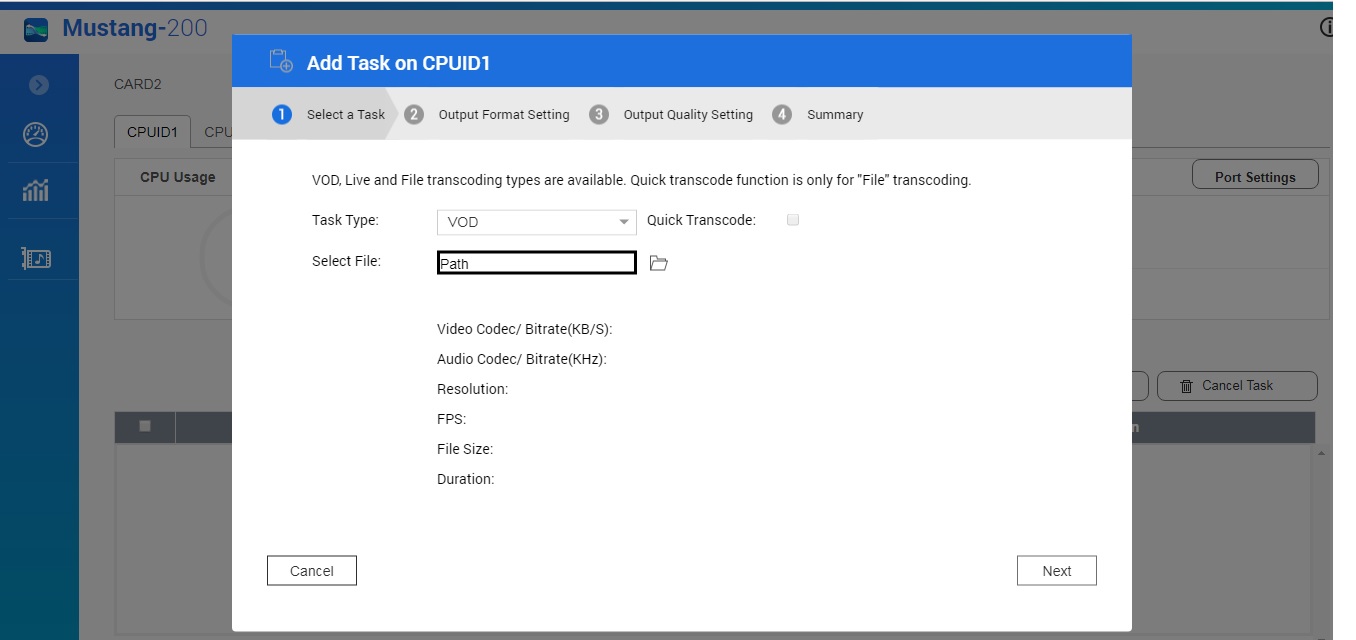 Mustang-200
Add Task on CPUID1
1 Select a Task 2 Output Format Setting 3 Output Quality Setting 4 Summary
CARD2
CPUID1 CPU
CPU Usage
Port Settings
VOD, Live and File transcoding types are available. Quick transcode function is only for "File" transcoding.
Task Type: VOD Quick Transcode:
Select File: Path
Video Codec/ Bitrate(KB/S):
Audio Codec/ Bitrate(KHz):
Resolution:
Cancel Task
FPS:
File Size:
Duration:
Cancel Next